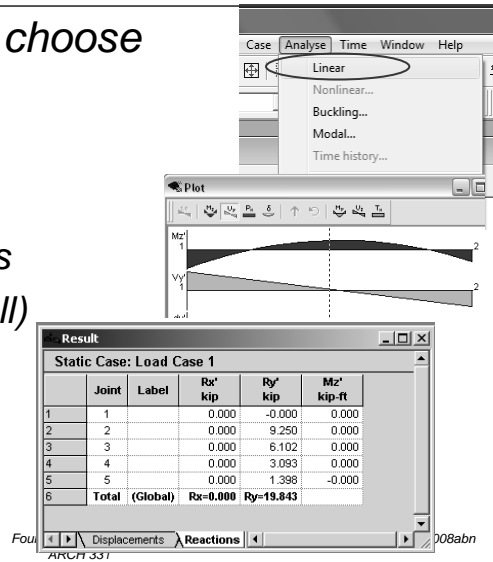 choose
Case Analyse Time Window Help
Linear
Nonlinear...
Buckling...
Modal...
Time history...
Plot
Mz'
1
2
Vy'
1
2
Result
Static Case: Load Case 1
Joint Label Rx' kip Ry' kip Mz' kip-ft
1 1 0.000 -0.000 0.000
2 2 0.000 9.250 0.000
3 3 0.000 6.102 0.000
4 4 0.000 3.093 0.000
5 5 0.000 1.398 -0.000
6 Total (Global) Rx=0.000 Ry=19.843
Displacements Reactions
008abn
ARCH 331